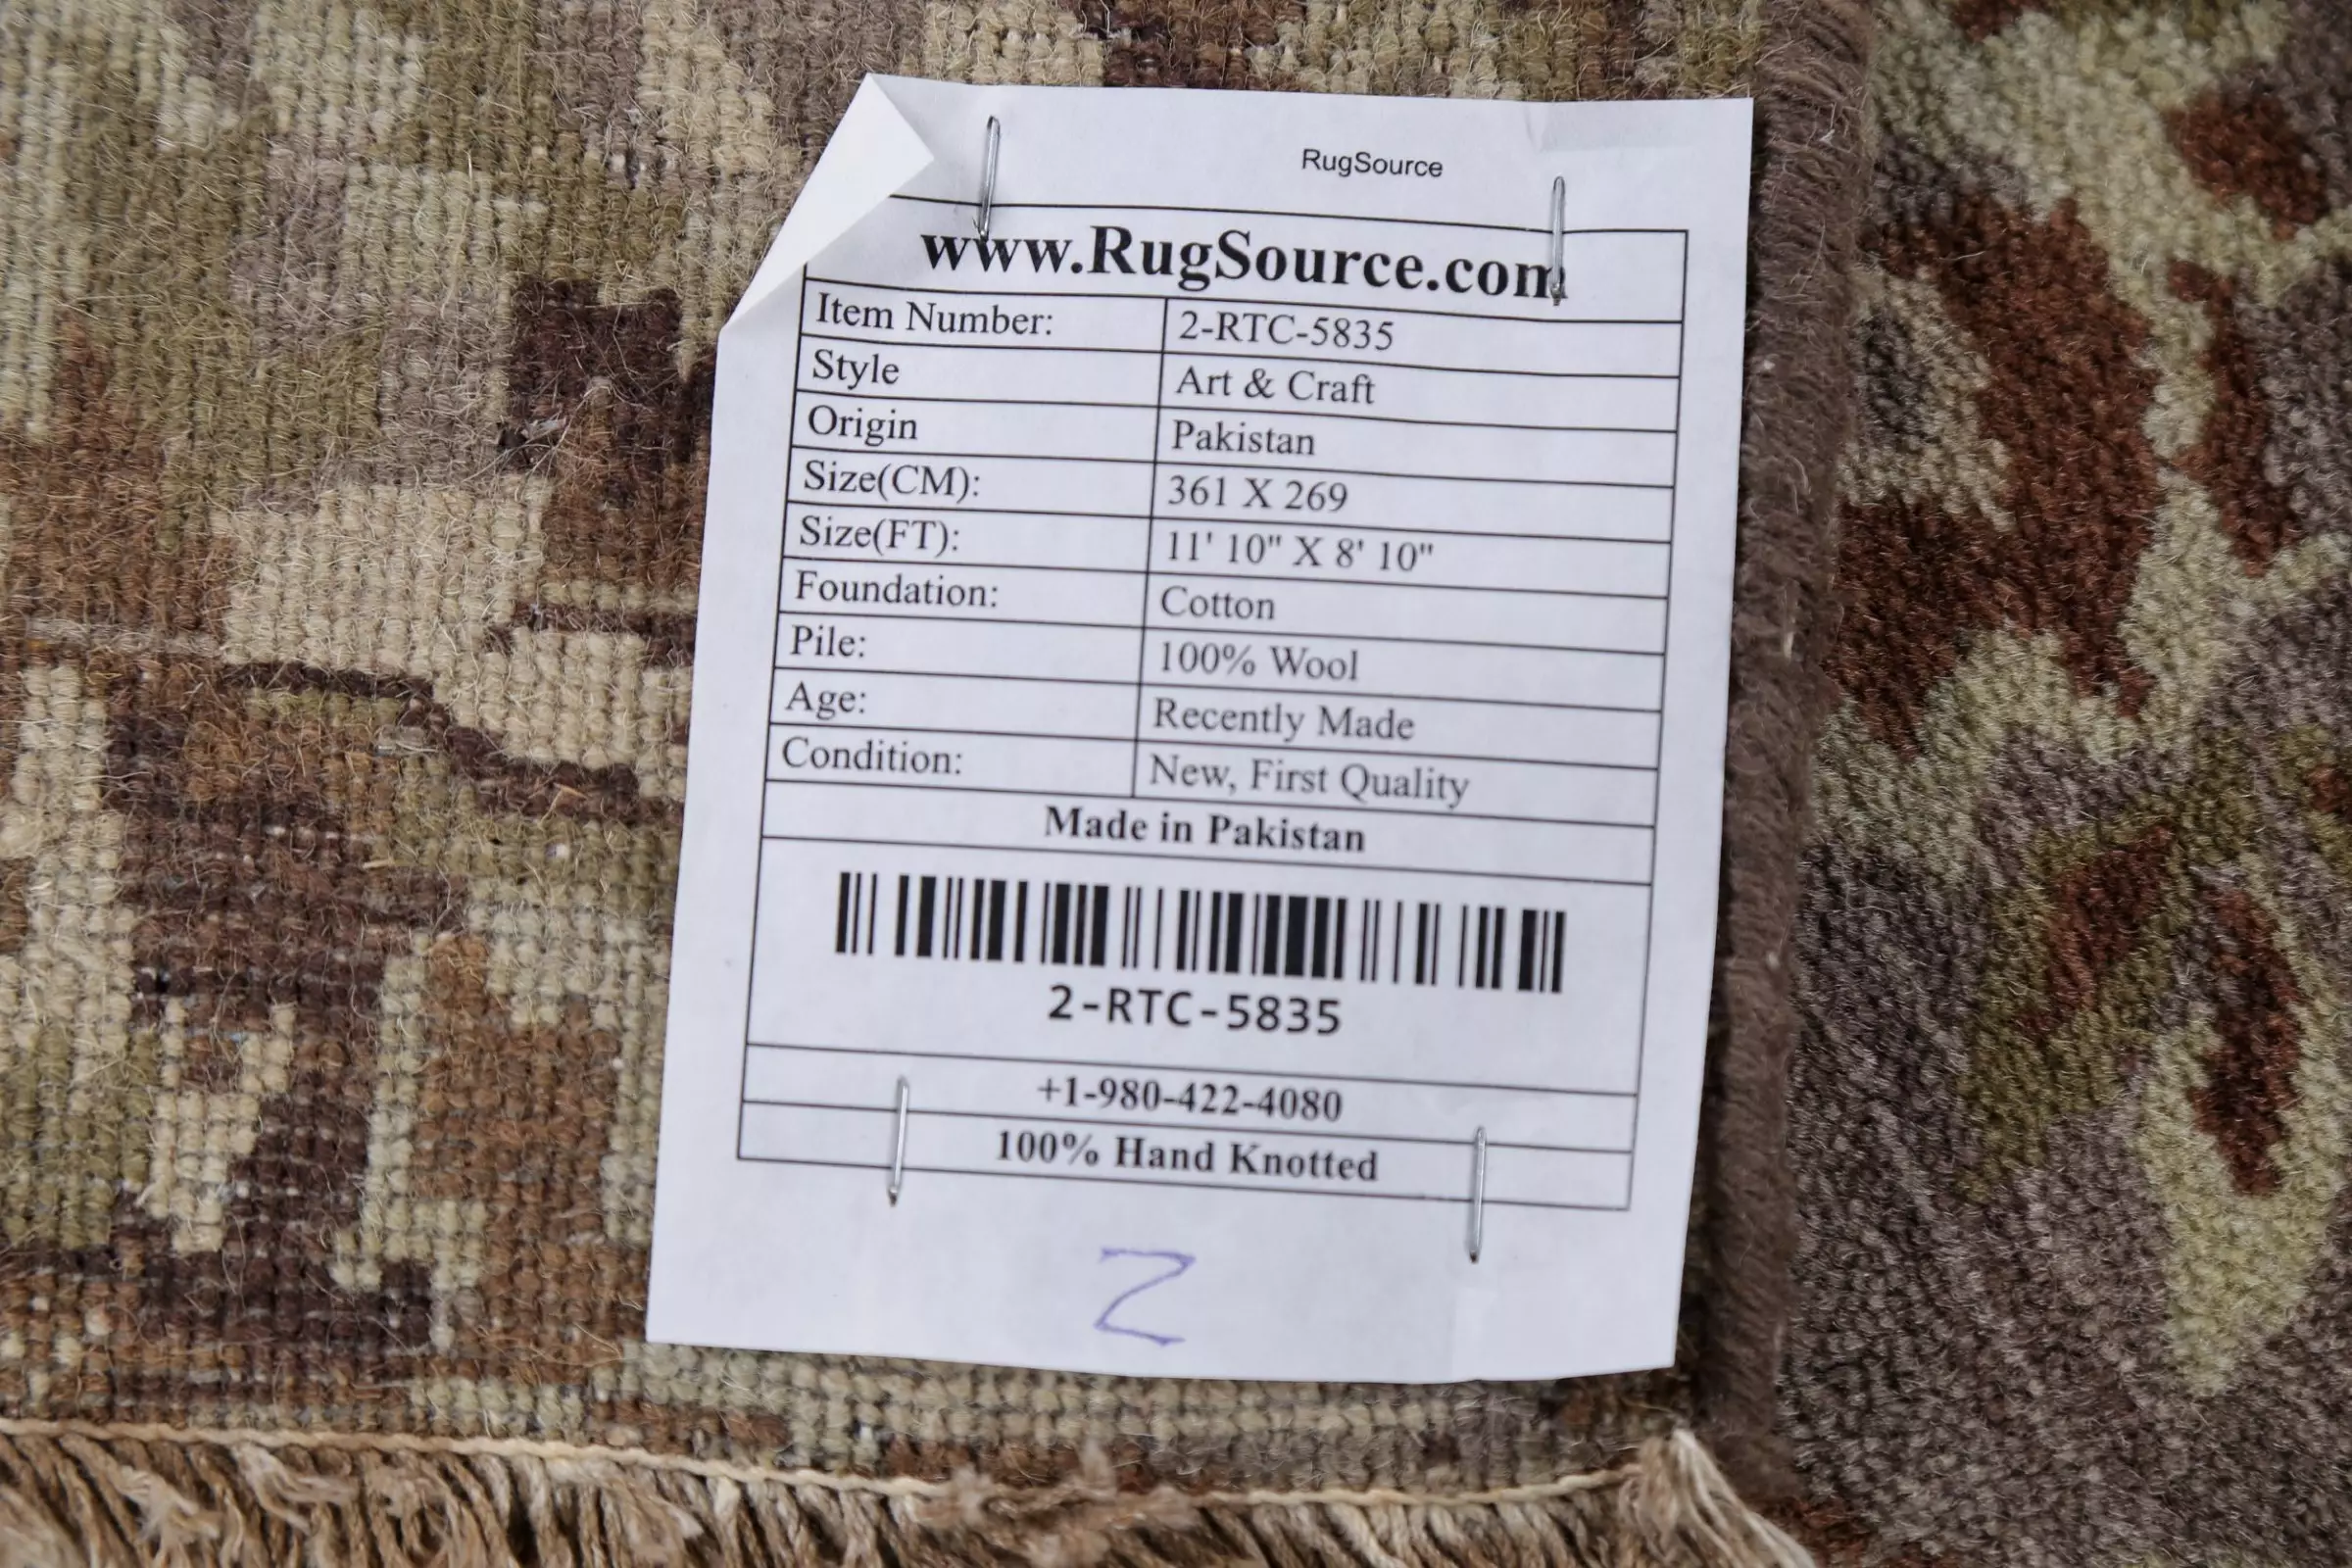 RugSource
www.RugSource.com
Item Number: 2-RTC-5835
Style Art & Craft
Origin Pakistan
Size(CM): 361 X 269
Size(FT): 11' 10" X 8' 10"
Foundation: Cotton
Pile: 100% Wool
Age: Recently Made
Condition: New, First Quality
Made in Pakistan
2-RTC-5835
+1-980-422-4080
100% Hand Knotted
Z